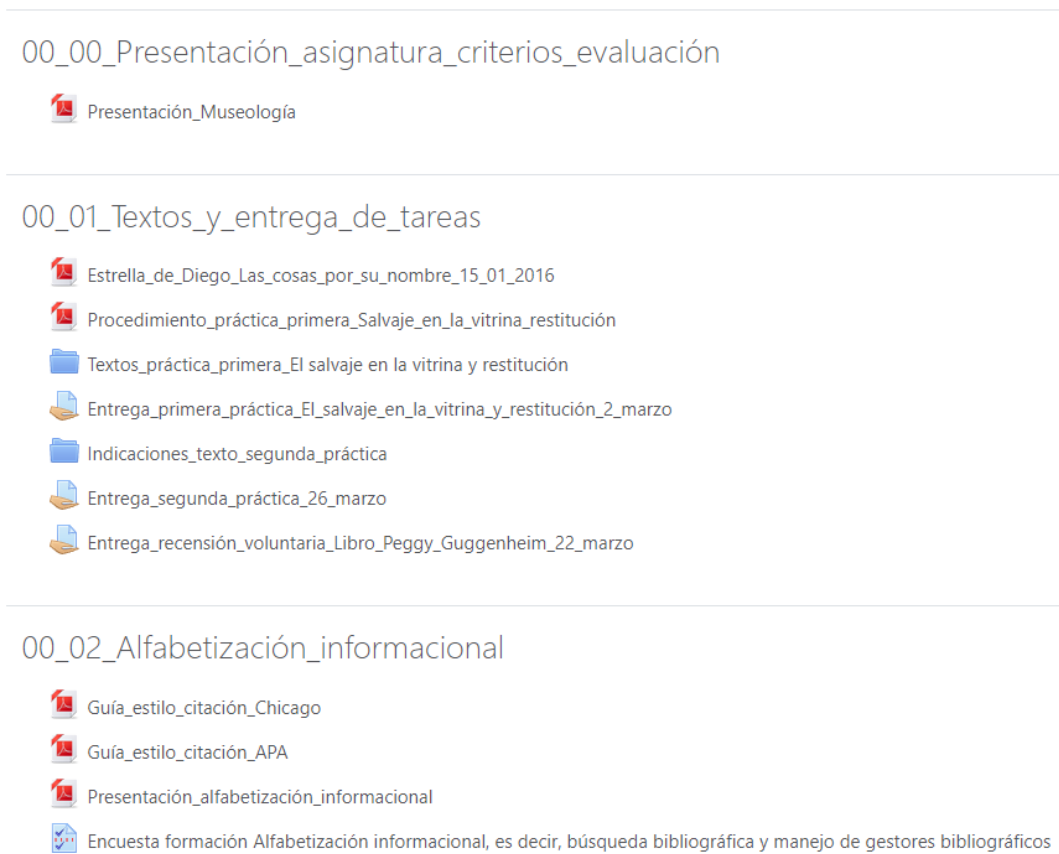 00_00_Presentación_asignatura_criterios_evaluación
Presentación_Museología
00_01_Textos_y_entrega_de_tareas
Estrella_de_Diego_Las_cosas_por_su_nombre_15_01_2016
Procedimiento_práctica_primera_Salvaje_en_la_vitrina_restitución
Textos_práctica_primera_El salvaje en la vitrina y restitución
Entrega_primera_práctica_El_salvaje_en_la_vitrina_y_restitución_2_marzo
Indicaciones_texto_segunda_práctica
Entrega_segunda_práctica_26_marzo
Entrega_recensión_voluntaria_Libro_Peggy_Guggenheim_22_marzo
00_02_Alfabetización_informacional
Guía_estilo_citación_Chicago
Guía_estilo_citación_APA
Presentación_alfabetización_informacional
Encuesta formación Alfabetización informacional, es decir, búsqueda bibliográfica y manejo de gestores bibliográficos